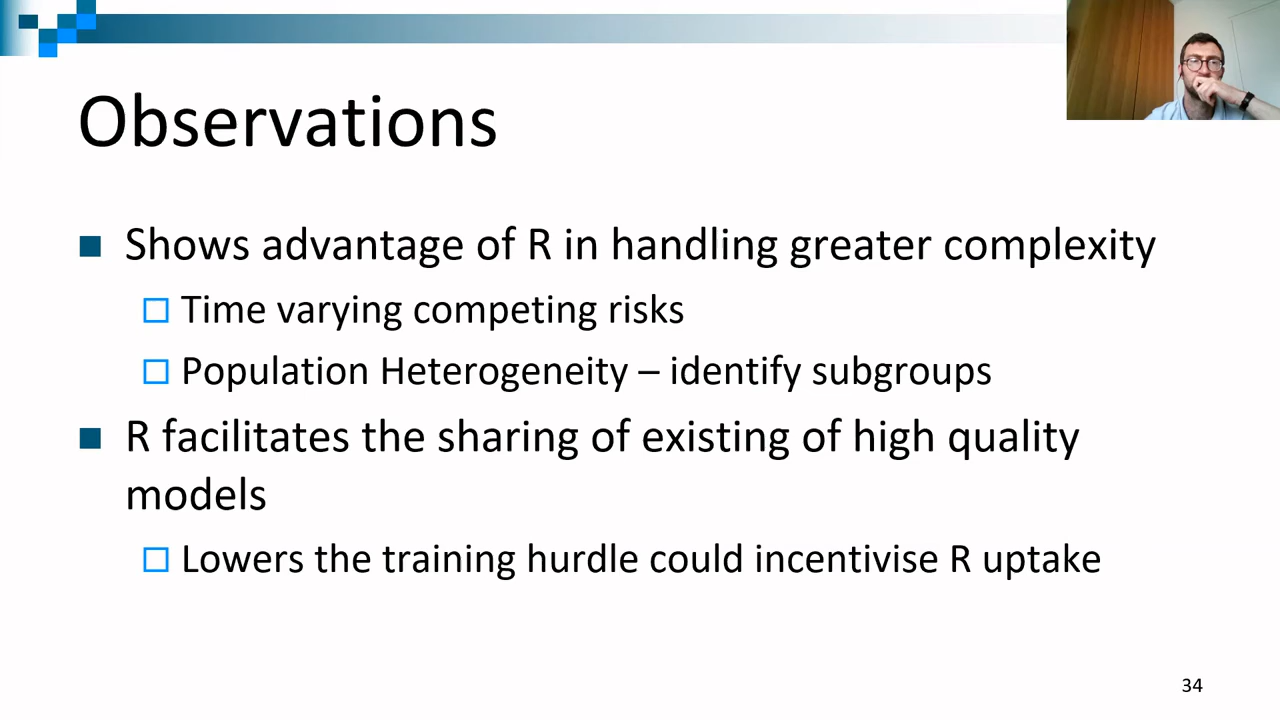 Observations
Shows advantage of R in handling greater complexity
Time varying competing risks
Population Heterogeneity – identify subgroups
R facilitates the sharing of existing of high quality
models
Lowers the training hurdle could incentivise R uptake
34